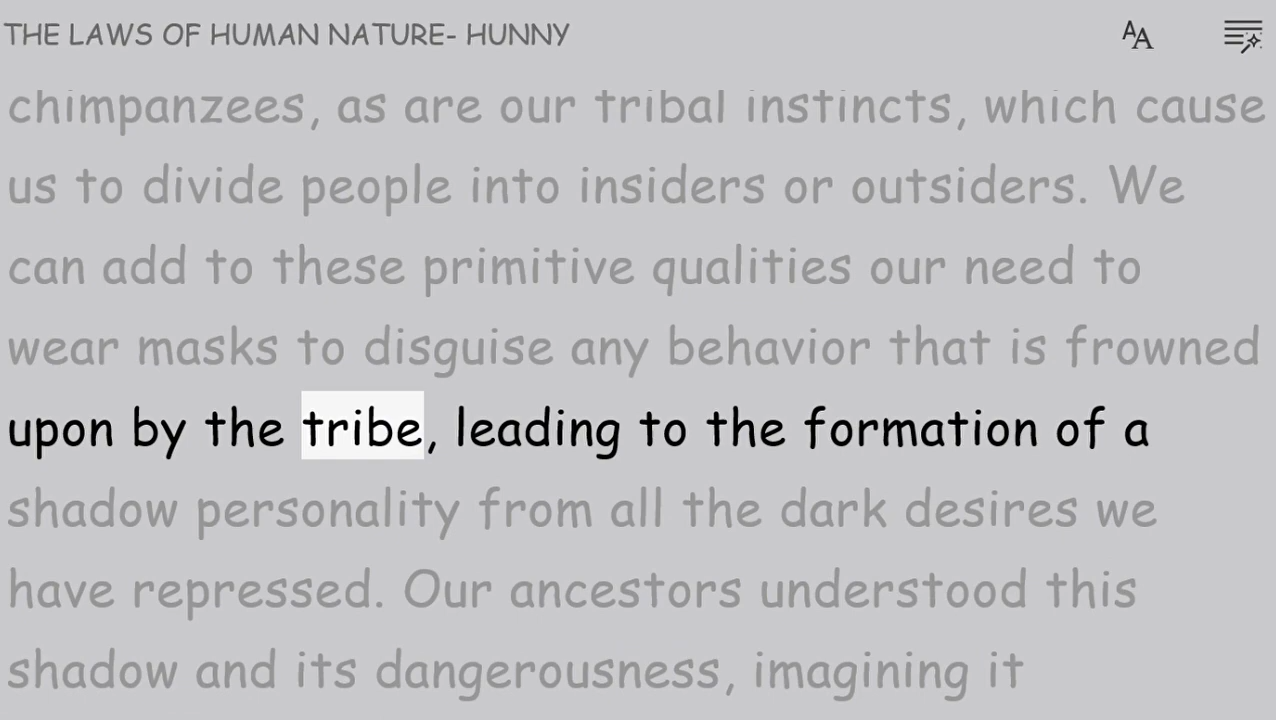 THE LAWS OF HUMAN NATURE- HUNNY
chimpanzees, as are our tribal instincts, which cause
us to divide people into insiders or outsiders. We
can add to these primitive qualities our need to
wear masks to disguise any behavior that is frowned
upon by the tribe, leading to the formation of a
shadow personality from all the dark desires we
have repressed. Our ancestors understood this
shadow and its dangerousness, imagining it